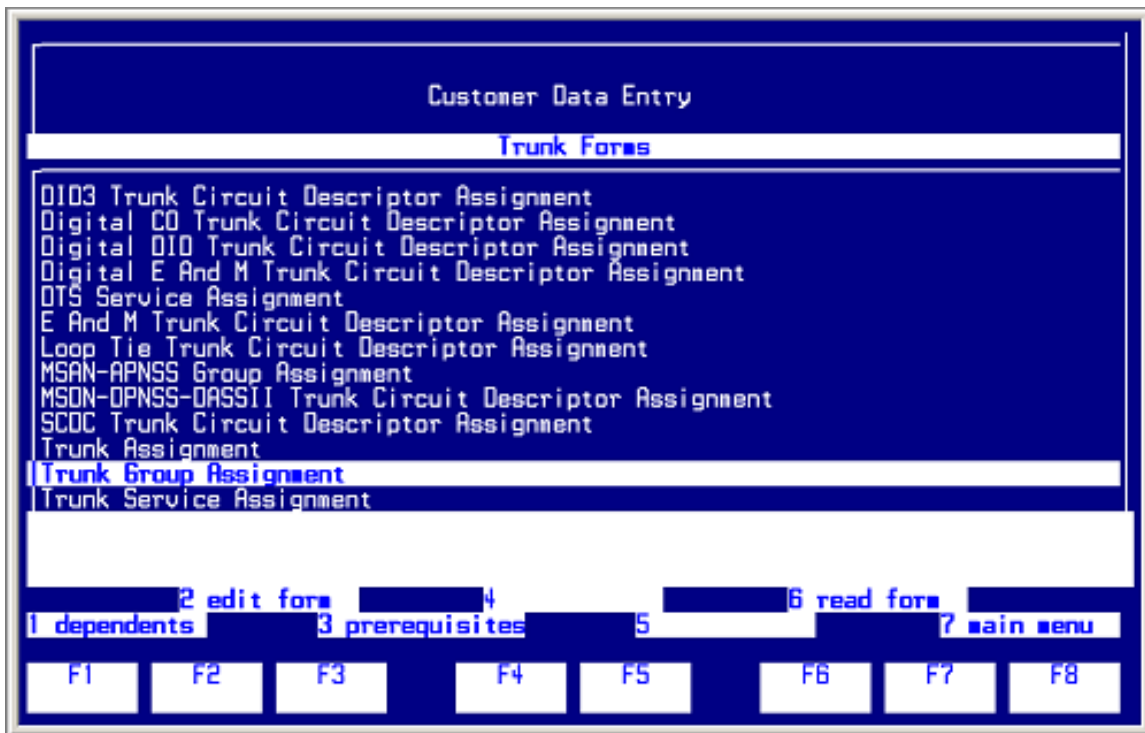 Customer Data Entry
Trunk Forms
DID3 Trunk Circuit Descriptor Assignment
Digital CO Trunk Circuit Descriptor Assignment
Digital DID Trunk Circuit Descriptor Assignment
Digital E And M Trunk Circuit Descriptor Assignment
DTS Service Assignment
E And M Trunk Circuit Descriptor Assignment
Loop Tie Trunk Circuit Descriptor Assignment
MSAN-APNSS Group Assignment
MSDN-DPNSS-DASSII Trunk Circuit Descriptor Assignment
SCDC Trunk Circuit Descriptor Assignment
Trunk Assignment
Trunk Group Assignment
Trunk Service Assignment
2 edit form 4 6 read form
1 dependents 3 prerequisites 5 7 main menu
F1 F2 F3 F4 F5 F6 F7 F8